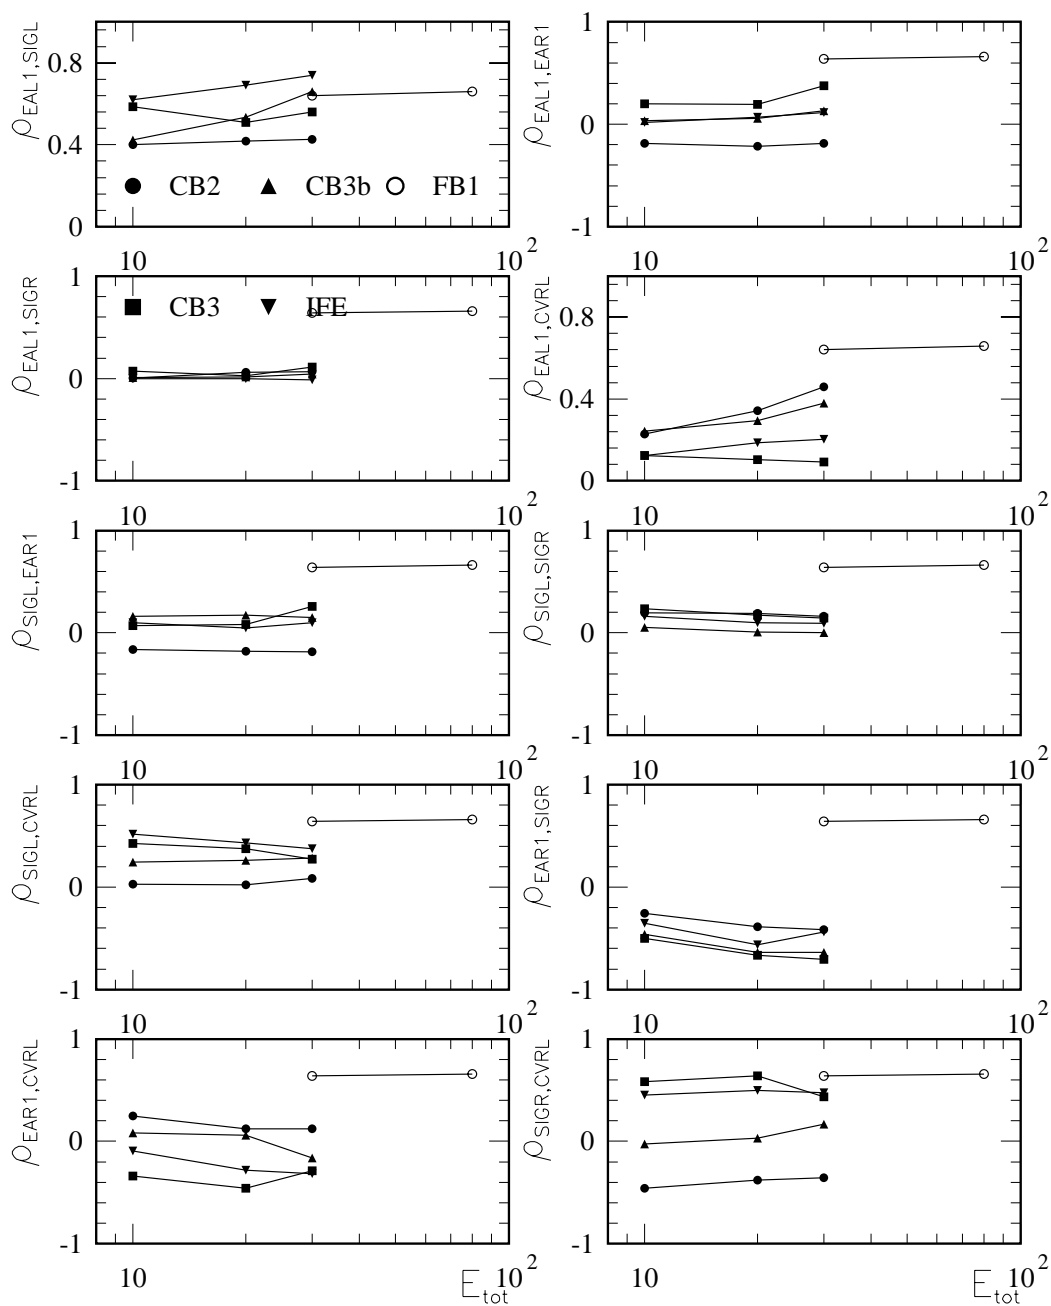 ρEAL1,SIGL
0.8
0.4
0
CB2 CB3b FB1
10 10²
ρEAL1,EAR1
1
0
-1
10 10²
ρEAL1,SIGR
1
0
-1
CB3 IFE
10 10²
ρEAL1,CVRL
0.8
0.4
0
10 10²
ρSIGL,EAR1
1
0
-1
10 10²
ρSIGL,SIGR
1
0
-1
10 10²
ρSIGL,CVRL
1
0
-1
10 10²
ρEAR1,SIGR
1
0
-1
10 10²
ρEAR1,CVRL
1
0
-1
10 Etot 10²
ρSIGR,CVRL
1
0
-1
10 Etot 10²